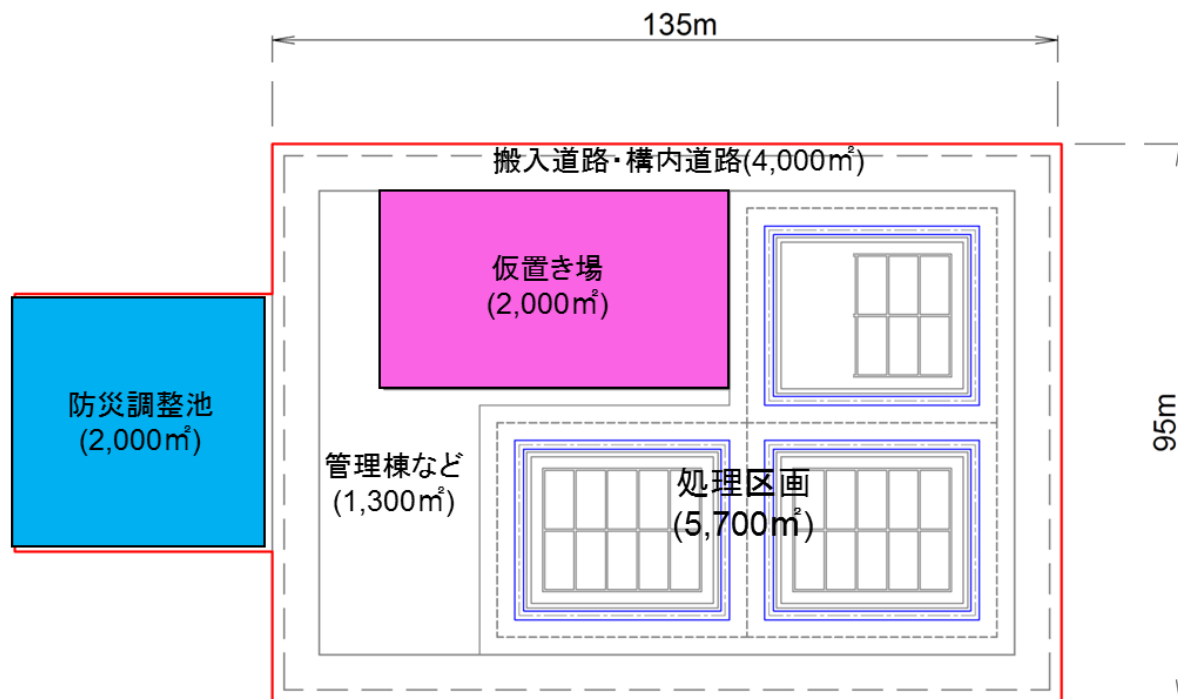 135m
搬入道路・構内道路(4,000㎡)
仮置き場
(2,000㎡)
防災調整池
(2,000㎡)
管理棟など
(1,300㎡)
処理区画
(5,700㎡)
95m